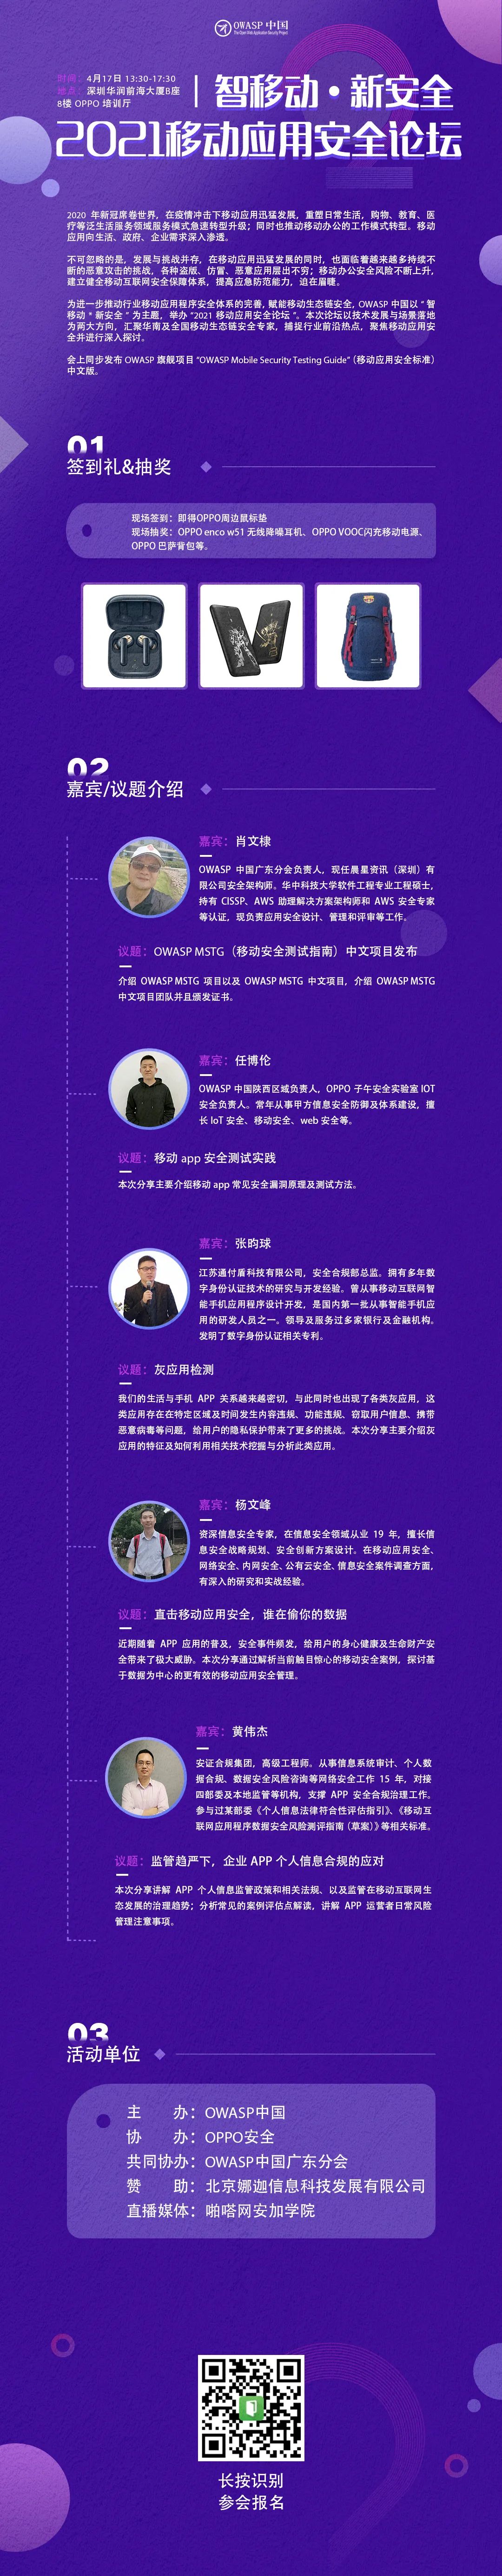 OWASP 中国
The Open Web Application Security Project
时间：4月17日 13:30-17:30
地点：深圳华润前海大厦B座
8楼 OPPO 培训厅
智移动·新安全
2021移动应用安全论坛
2020 年新冠席卷世界，在疫情冲击下移动应用迅猛发展，重塑日常生活，购物、教育、医
疗等泛生活服务领域服务模式急速转型升级；同时也推动移动办公的工作模式转型。移动
应用向生活、政府、企业需求深入渗透。
不可忽略的是，发展与挑战并存，在移动应用迅猛发展的同时，也面临着越来越多持续不
断的恶意攻击的挑战，各种盗版、仿冒、恶意应用层出不穷；移动办公安全风险不断上升，
建立健全移动互联网安全保障体系，提高应急防范能力，迫在眉睫。
为进一步推动行业移动应用程序安全体系的完善，赋能移动生态链安全，OWASP 中国以 “ 智
移动 * 新安全 ” 为主题，举办 “2021 移动应用安全论坛 ”。本次论坛以技术发展与场景落地
为两大方向，汇聚华南及全国移动生态链安全专家，捕捉行业前沿热点，聚焦移动应用安
全并进行深入探讨。
会上同步发布 OWASP 旗舰项目 “OWASP Mobile Security Testing Guide”（移动应用安全标准）
中文版。
01
签到礼&抽奖
现场签到：即得OPPO周边鼠标垫
现场抽奖：OPPO enco w51 无线降噪耳机、OPPO VOOC闪充移动电源、
OPPO 巴萨背包等。
02
嘉宾/议题介绍
嘉宾：肖文棣
OWASP 中国广东分会负责人，现任晨星资讯（深圳）有
限公司安全架构师。华中科技大学软件工程专业工程硕士，
持有 CISSP、AWS 助理解决方案架构师和 AWS 安全专家
等认证，现负责应用安全设计、管理和评审等工作。
议题：OWASP MSTG（移动安全测试指南）中文项目发布
介绍 OWASP MSTG 项目以及 OWASP MSTG 中文项目，介绍 OWASP MSTG
中文项目团队并且颁发证书。
嘉宾：任博伦
OWASP 中国陕西区域负责人，OPPO 子午安全实验室 IOT
安全负责人。常年从事甲方信息安全防御及体系建设，擅
长 IoT 安全、移动安全、web 安全等。
议题：移动 app 安全测试实践
本次分享主要介绍移动 app 常见安全漏洞原理及测试方法。
嘉宾：张昀球
江苏通付盾科技有限公司，安全合规部总监。拥有多年数
字身份认证技术的研究与开发经验。曾从事移动互联网智
能手机应用程序设计开发，是国内第一批从事智能手机应
用的研发人员之一。领导及服务过多家银行及金融机构。
发明了数字身份认证相关专利。
议题：灰应用检测
我们的生活与手机 APP 关系越来越密切，与此同时也出现了各类灰应用，这
类应用存在在特定区域及时间发生内容违规、功能违规、窃取用户信息、携带
恶意病毒等问题，给用户的隐私保护带来了更多的挑战。本次分享主要介绍灰
应用的特征及如何利用相关技术挖掘与分析此类应用。
嘉宾：杨文峰
资深信息安全专家，在信息安全领域从业 19 年，擅长信
息安全战略规划、安全创新方案设计。在移动应用安全、
网络安全、内网安全、公有云安全、信息安全案件调查方面，
有深入的研究和实战经验。
议题：直击移动应用安全，谁在偷你的数据
近期随着 APP 应用的普及，安全事件频发，给用户的身心健康及生命财产安
全带来了极大威胁。本次分享通过解析当前触目惊心的移动安全案例，探讨基
于数据为中心的更有效的移动应用安全管理。
嘉宾：黄伟杰
安证合规集团，高级工程师。从事信息系统审计、个人数
据合规、数据安全风险咨询等网络安全工作 15 年，对接
四部委及本地监管等机构，支撑 APP 安全合规治理工作。
参与过某部委《个人信息法律符合性评估指引》、《移动互
联网应用程序数据安全风险测评指南（草案）》等相关标准。
议题：监管趋严下，企业 APP 个人信息合规的应对
本次分享讲解 APP 个人信息监管政策和相关法规、以及监管在移动互联网生
态发展的治理趋势；分析常见的案例评估点解读，讲解 APP 运营者日常风险
管理注意事项。
03
活动单位
主 办：OWASP中国
协 办：OPPO安全
共同协办：OWASP中国广东分会
赞 助：北京娜迦信息科技发展有限公司
直播媒体：啪嗒网安加学院
长按识别
参会报名